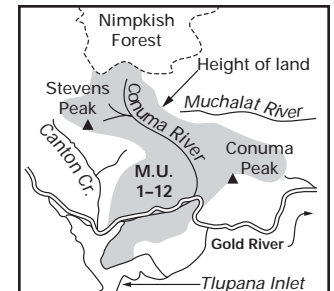 Nimpkish
Forest
Height of land
Stevens
Peak
Muchalat River
Conuma River
Canton Cr.
Conuma
Peak
M.U.
1–12
Gold River
Tlupana Inlet